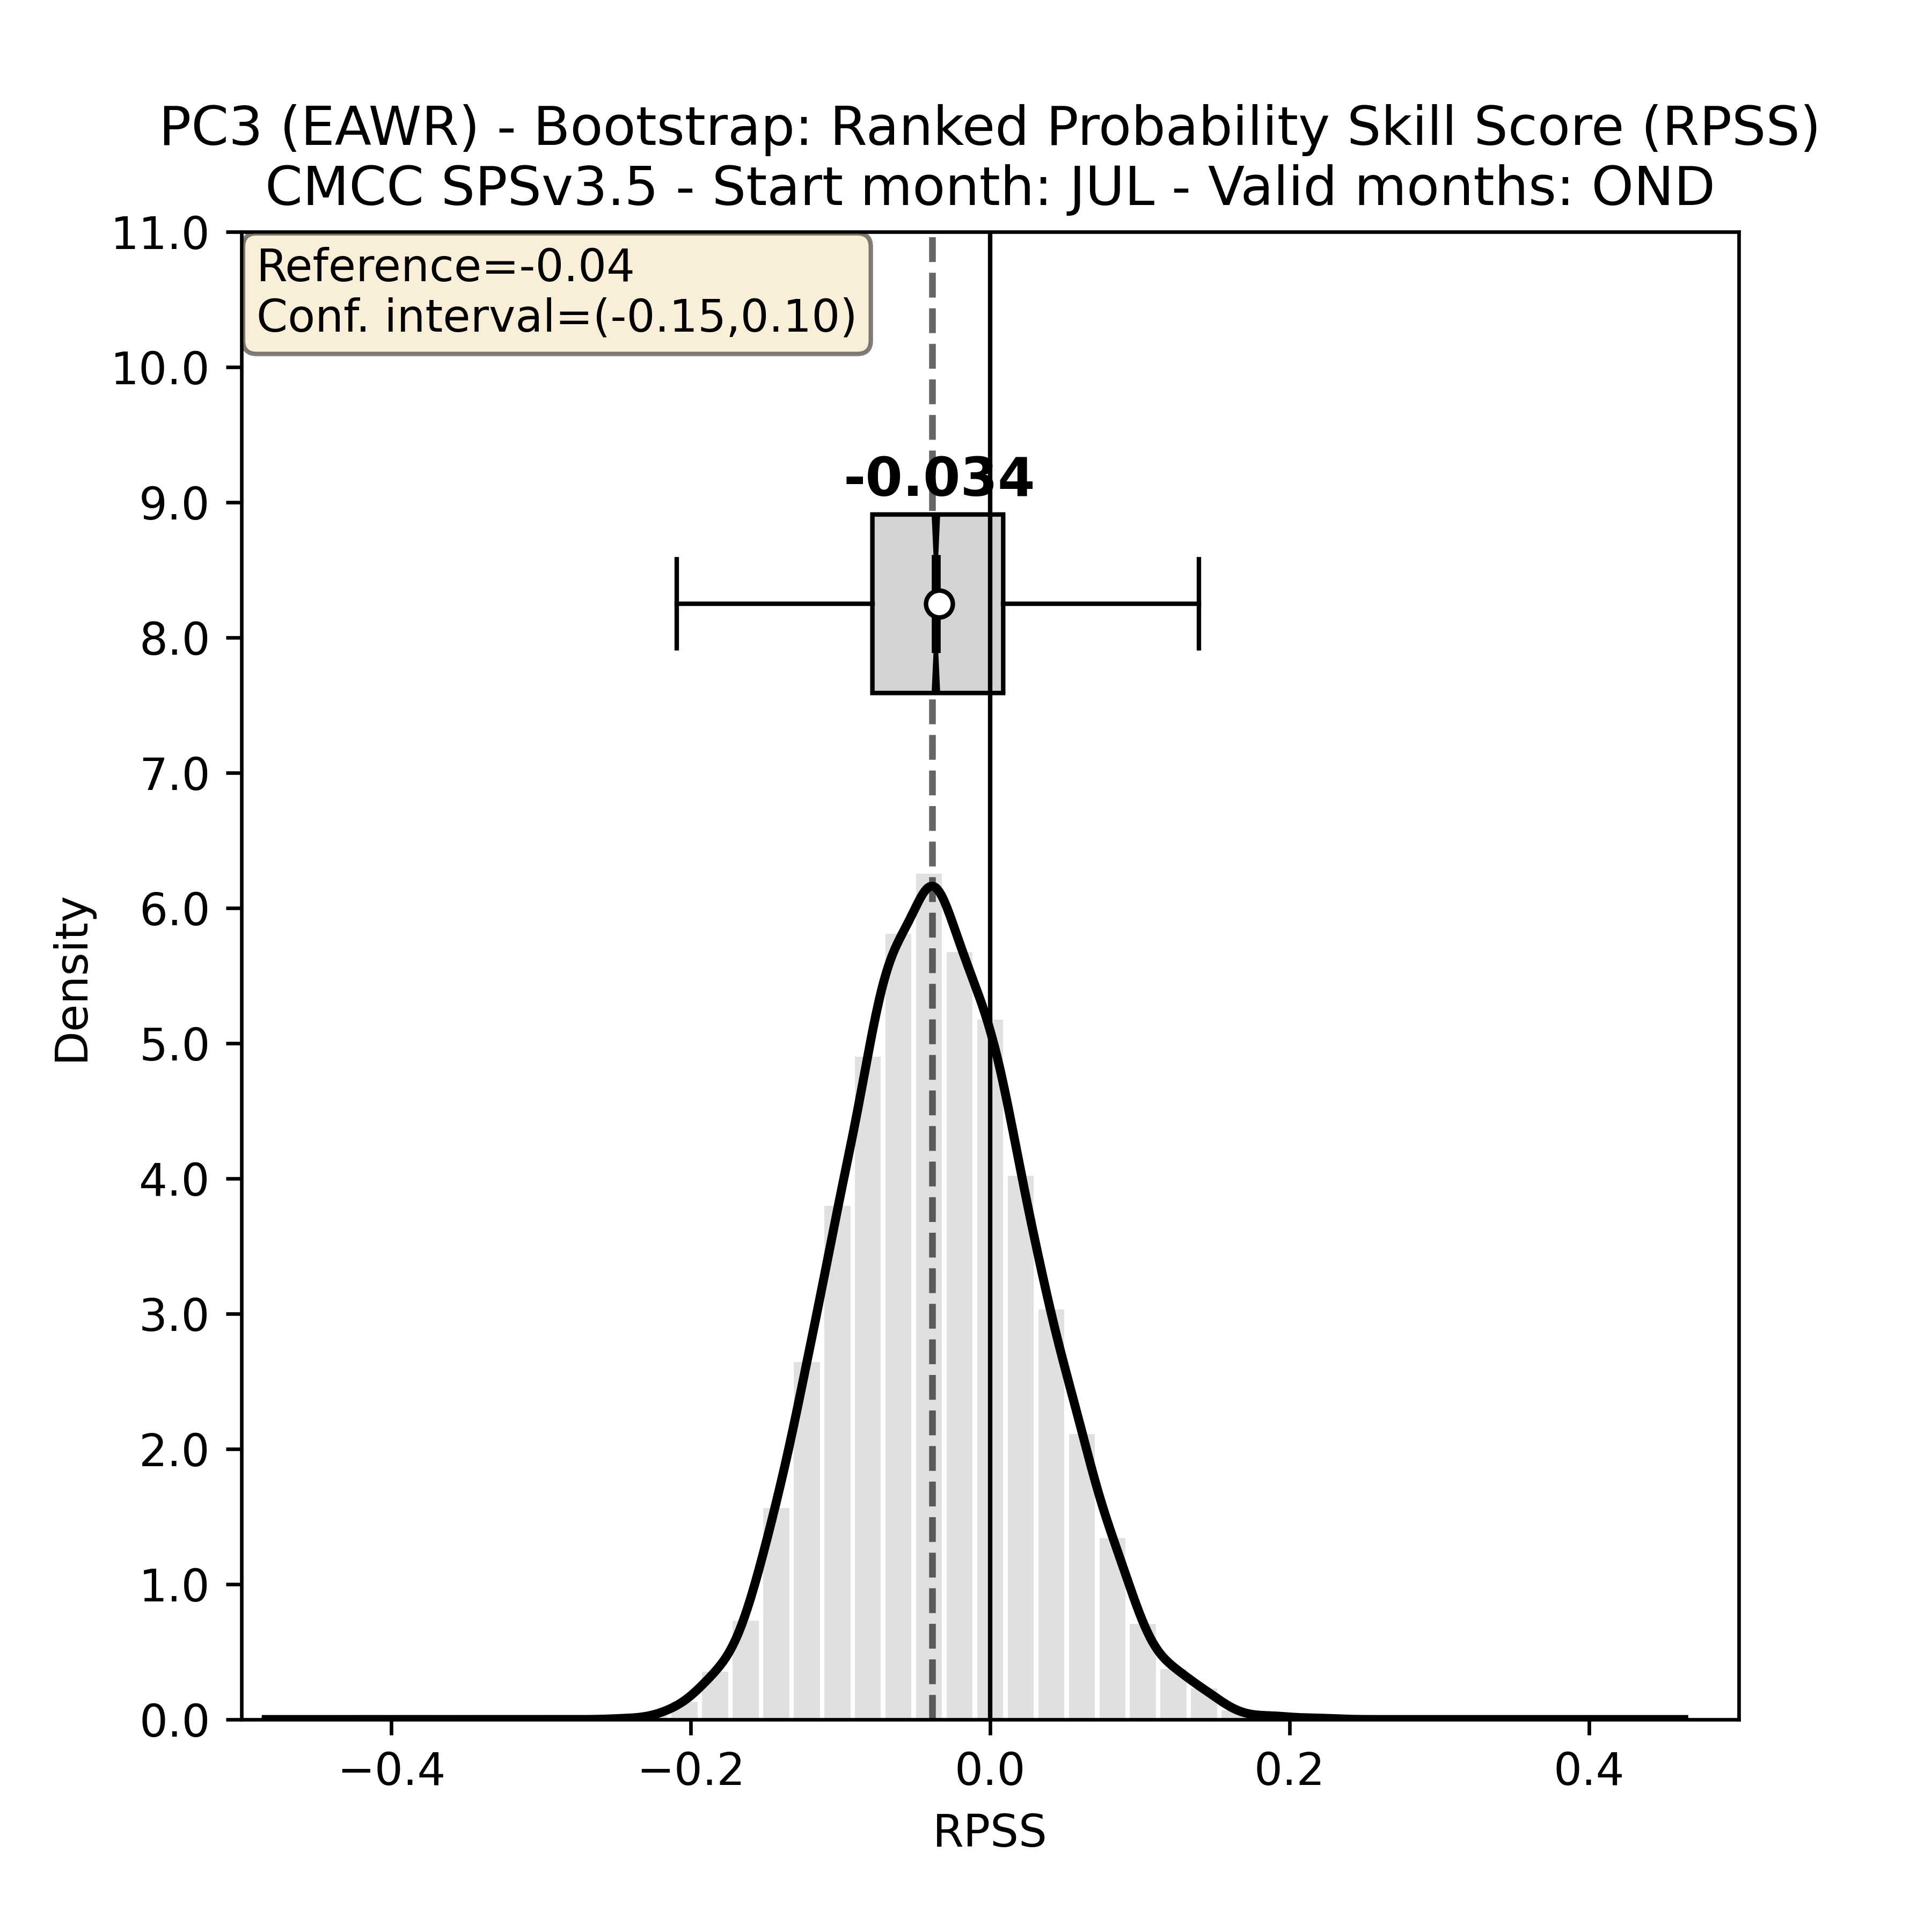 PC3 (EAWR) - Bootstrap: Ranked Probability Skill Score (RPSS)
CMCC SPSv3.5 - Start month: JUL - Valid months: OND
11.0
Reference=-0.04
Conf. interval=(-0.15,0.10)
10.0
-0.034
9.0
8.0
7.0
6.0
Density
5.0
4.0
3.0
2.0
1.0
0.0
−0.4 −0.2 0.0 0.2 0.4
RPSS